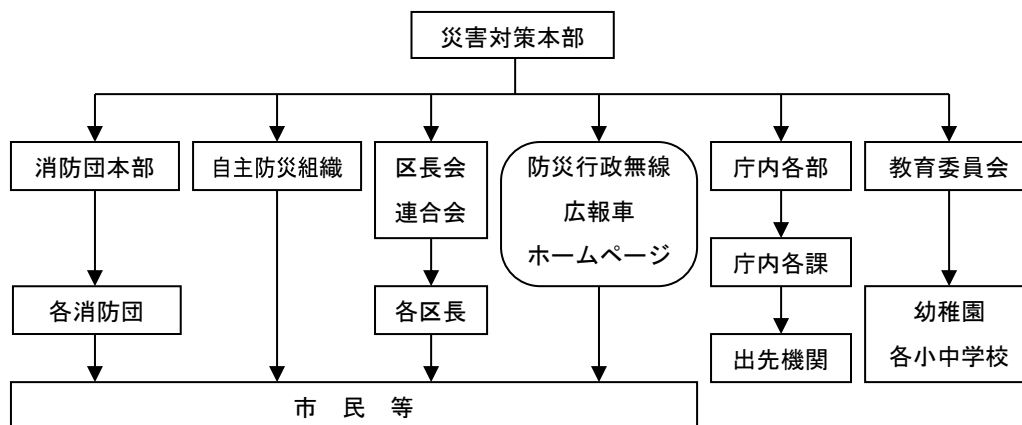 災害対策本部
消防団本部
自主防災組織
区長会
連合会
防災行政無線
広報車
ホームページ
庁内各部
教育委員会
庁内各課
各消防団
各区長
出先機関
幼稚園
各小中学校
市　民　等